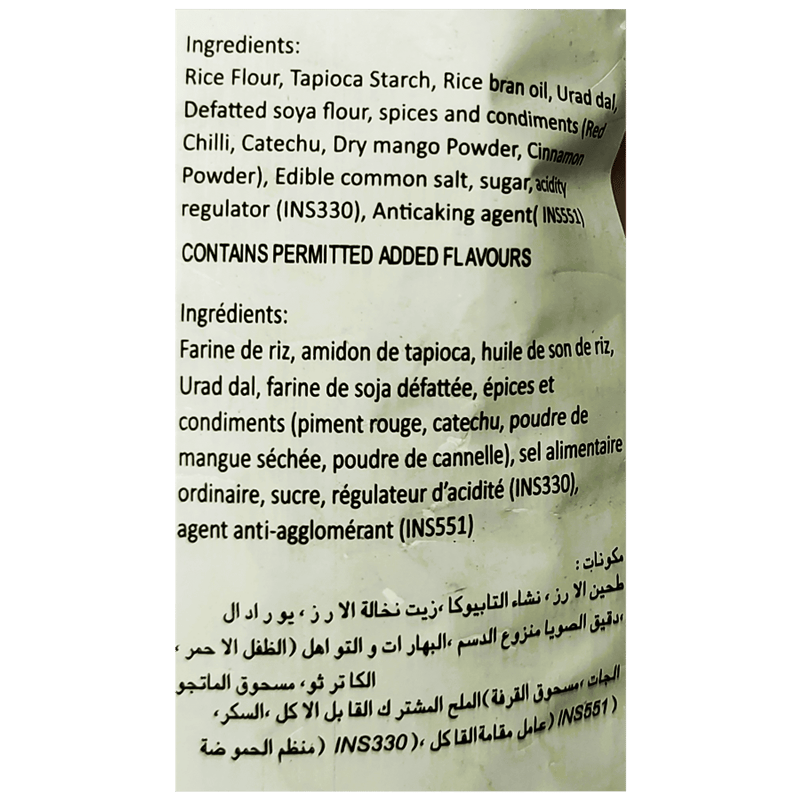 Ingredients:
Rice Flour, Tapioca Starch, Rice bran oil, Urad dal,
Defatted soya flour, spices and condiments (Red
Chilli, Catechu, Dry mango Powder, Cinnamon
Powder), Edible common salt, sugar, acidity
regulator (INS330), Anticaking agent( INS551)
CONTAINS PERMITTED ADDED FLAVOURS
Ingrédients:
Farine de riz, amidon de tapioca, huile de son de riz,
Urad dal, farine de soja défattée, épices et
condiments (piment rouge, catechu, poudre de
mangue séchée, poudre de cannelle), sel alimentaire
ordinaire, sucre, régulateur d'acidité (INS330),
agent anti-agglomérant (INS551)
مكونات:
طحين الا رز، نشاء التابيوكا ،زيت نخالة الا ر ز، يو ر اد ال
،دقيق الصويا منزوع الدسم ،البهار ات و التو اهل (الظفل الا حمر ،
الكا تر ثو، مسحوق الماتجو
الجات ،مسحوق القرفة)الملح المشتر ك القا بل الا كل ،السكر،
منظم الحمو ضة (INS330 )، عامل مقامةالقا كل (INS551 )